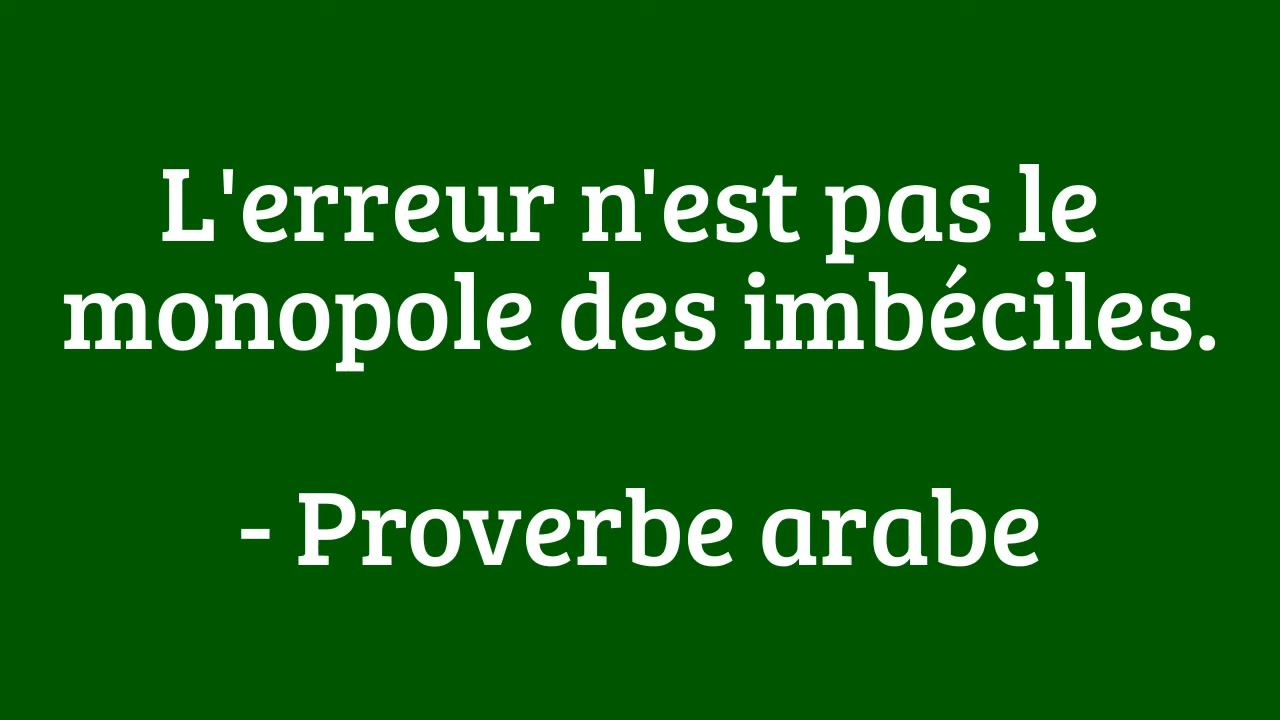 L'erreur n'est pas le
monopole des imbéciles.
- Proverbe arabe